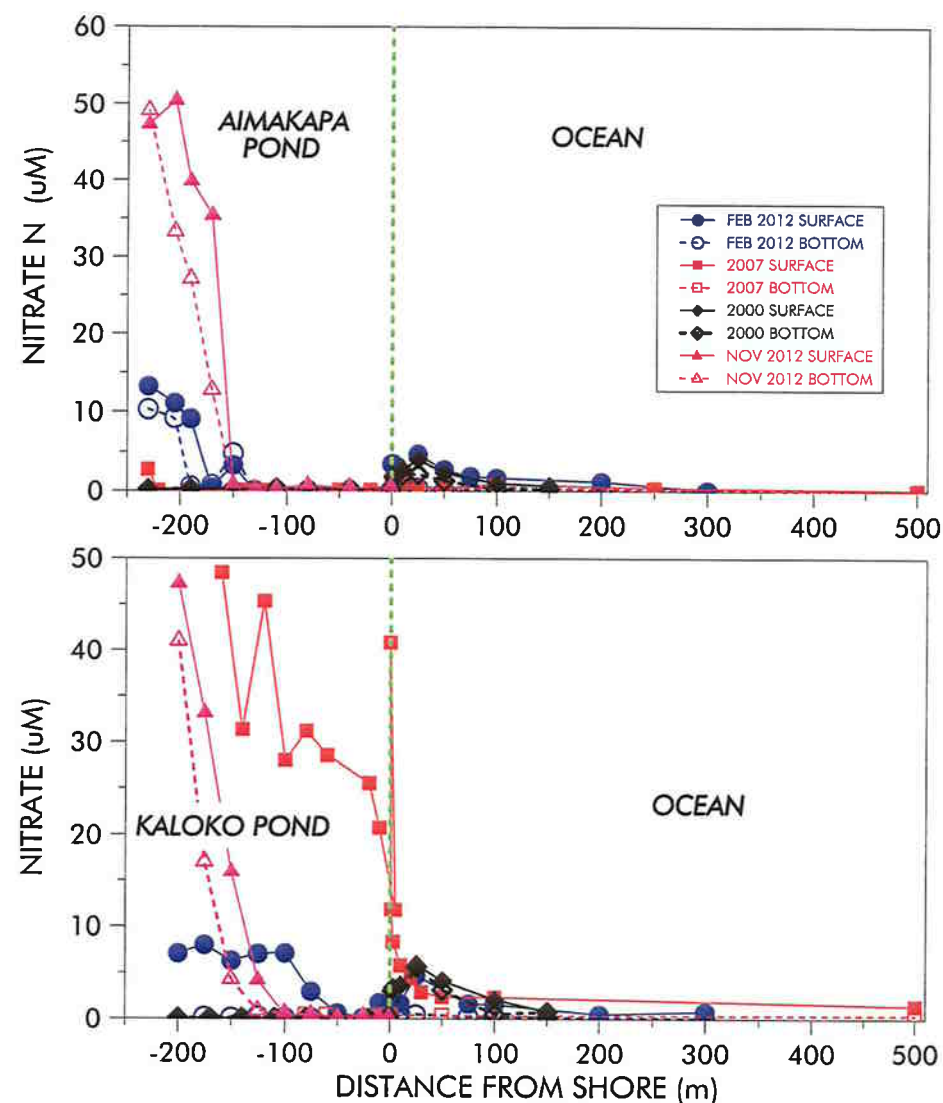 60
50
40
30
20
10
0
NITRATE N (uM)
AIMAKAPA
POND
OCEAN
FEB 2012 SURFACE
FEB 2012 BOTTOM
2007 SURFACE
2007 BOTTOM
2000 SURFACE
2000 BOTTOM
NOV 2012 SURFACE
NOV 2012 BOTTOM
-200 -100 0 100 200 300 400 500
50
40
30
20
10
0
NITRATE (uM)
KALOKO POND
OCEAN
-200 -100 0 100 200 300 400 500
DISTANCE FROM SHORE (m)